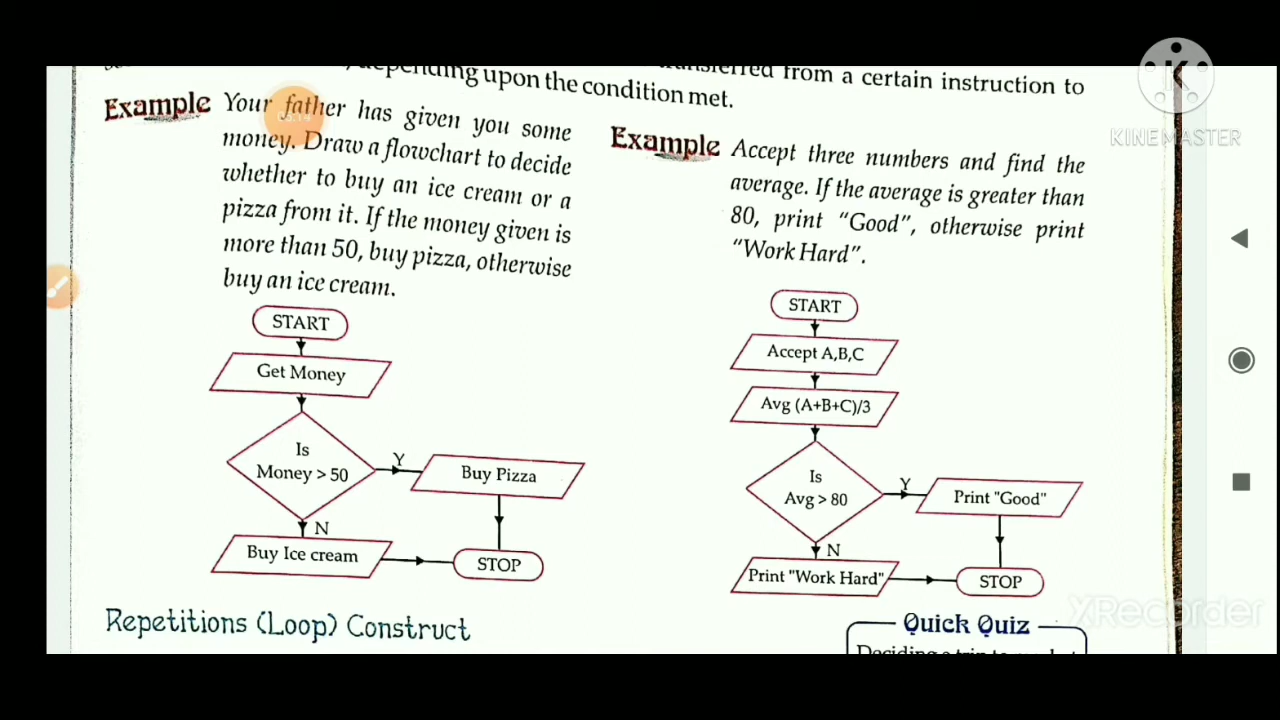 transferred from a certain instruction to
depending upon the condition met.
Example Your father has given you some
money. Draw a flowchart to decide
whether to buy an ice cream or a
pizza from it. If the money given is
more than 50, buy pizza, otherwise
buy an ice cream.
START
Get Money
Is
Money > 50
Y
Buy Pizza
N
Buy Ice cream
STOP
Example Accept three numbers and find the
average. If the average is greater than
80, print “Good”, otherwise print
“Work Hard”.
START
Accept A,B,C
Avg (A+B+C)/3
Is
Avg > 80
Y
Print "Good"
N
Print "Work Hard"
STOP
Repetitions (Loop) Construct
Quick Quiz
Deciding a trip to
K
KINEMASTER
XRecorder